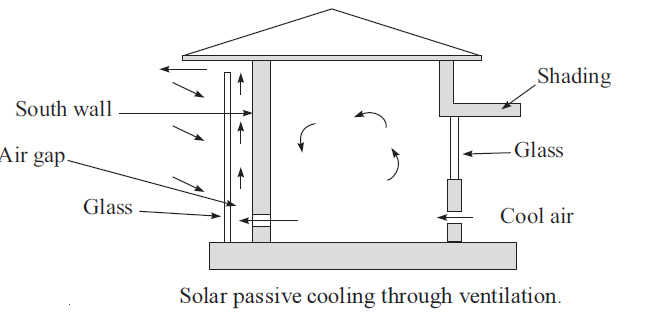 Shading
South wall
Glass
Air gap
Glass
Cool air
Solar passive cooling through ventilation.